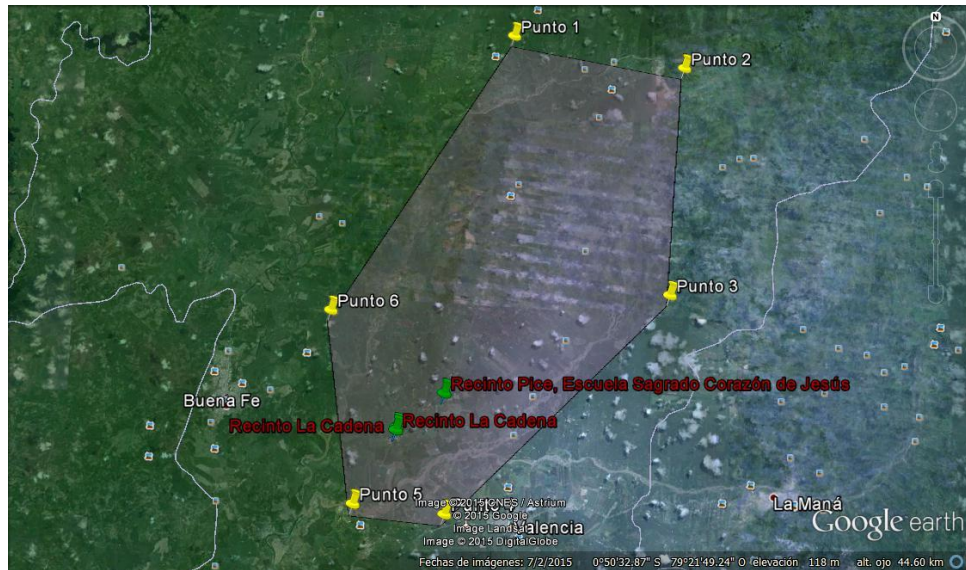 N
Punto 1
Punto 2
Punto 3
Punto 6
Recinto Pice, Escuela Sagrado Corazón de Jesús
Buena Fe
Recinto La Cadena
Recinto La Cadena
Punto 5
Image © 2015 CNES / Astrium
© 2015 Google
Image Landsat
Image © 2015 DigitalGlobe
Valencia
La Maná
Google earth
Fechas de imágenes: 7/2/2015 0°50'32.87" S 79°21'49.24" O elevación 118 m alt. ojo 44.60 km